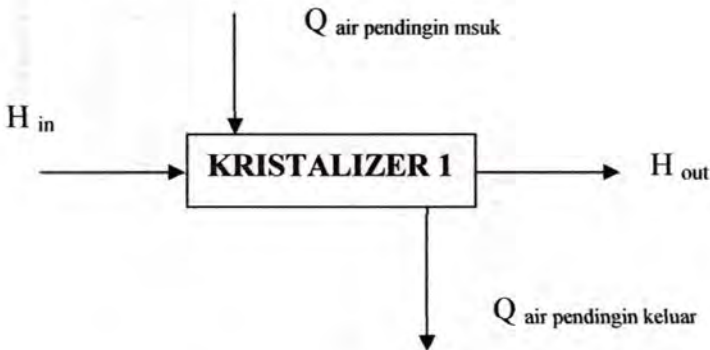 Q air pendingin msuk
H in
KRISTALIZER 1
H out
Q air pendingin keluar